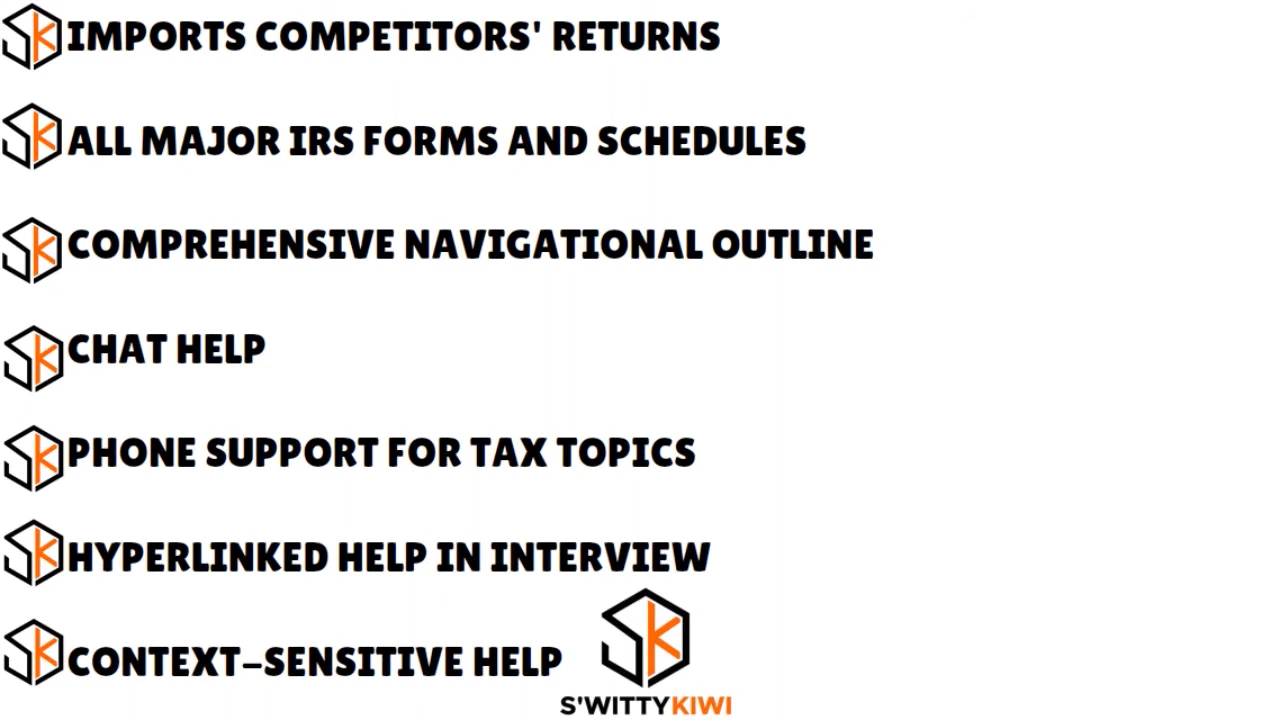 IMPORTS COMPETITORS' RETURNS
ALL MAJOR IRS FORMS AND SCHEDULES
COMPREHENSIVE NAVIGATIONAL OUTLINE
CHAT HELP
PHONE SUPPORT FOR TAX TOPICS
HYPERLINKED HELP IN INTERVIEW
CONTEXT-SENSITIVE HELP
S'WITTYKIWI